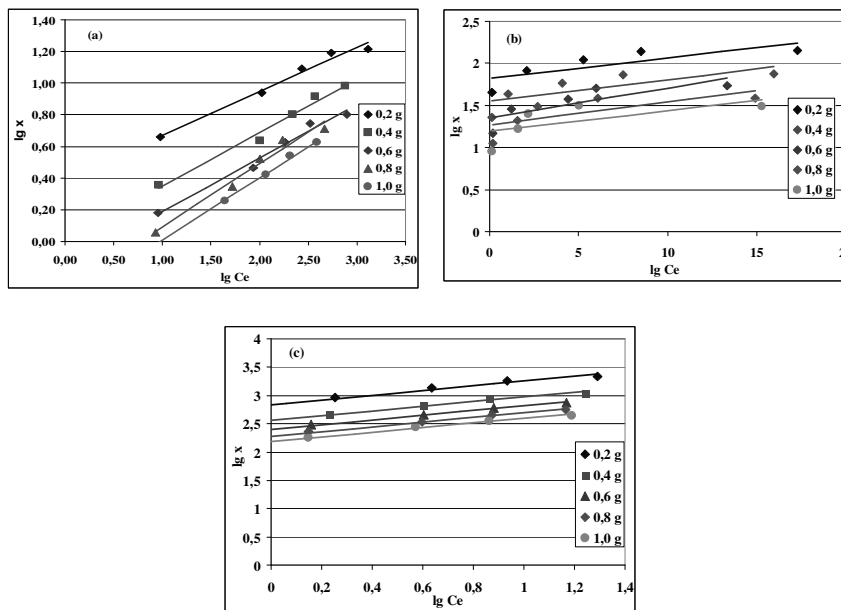 (a)
1,40
1,20
1,00
0,80
0,60
0,40
0,20
0,00
lg x
0,00 0,50 1,00 1,50 2,00 2,50 3,00 3,50
lg Ce
0,2 g
0,4 g
0,6 g
0,8 g
1,0 g
(b)
2,5
2
1,5
1
0,5
0
lg x
0 5 10 15 2
lg Ce
0,2 g
0,4 g
0,6 g
0,8 g
1,0 g
(c)
4
3,5
3
2,5
2
1,5
1
0,5
0
lg x
0 0,2 0,4 0,6 0,8 1 1,2 1,4
lg Ce
0,2 g
0,4 g
0,6 g
0,8 g
1,0 g